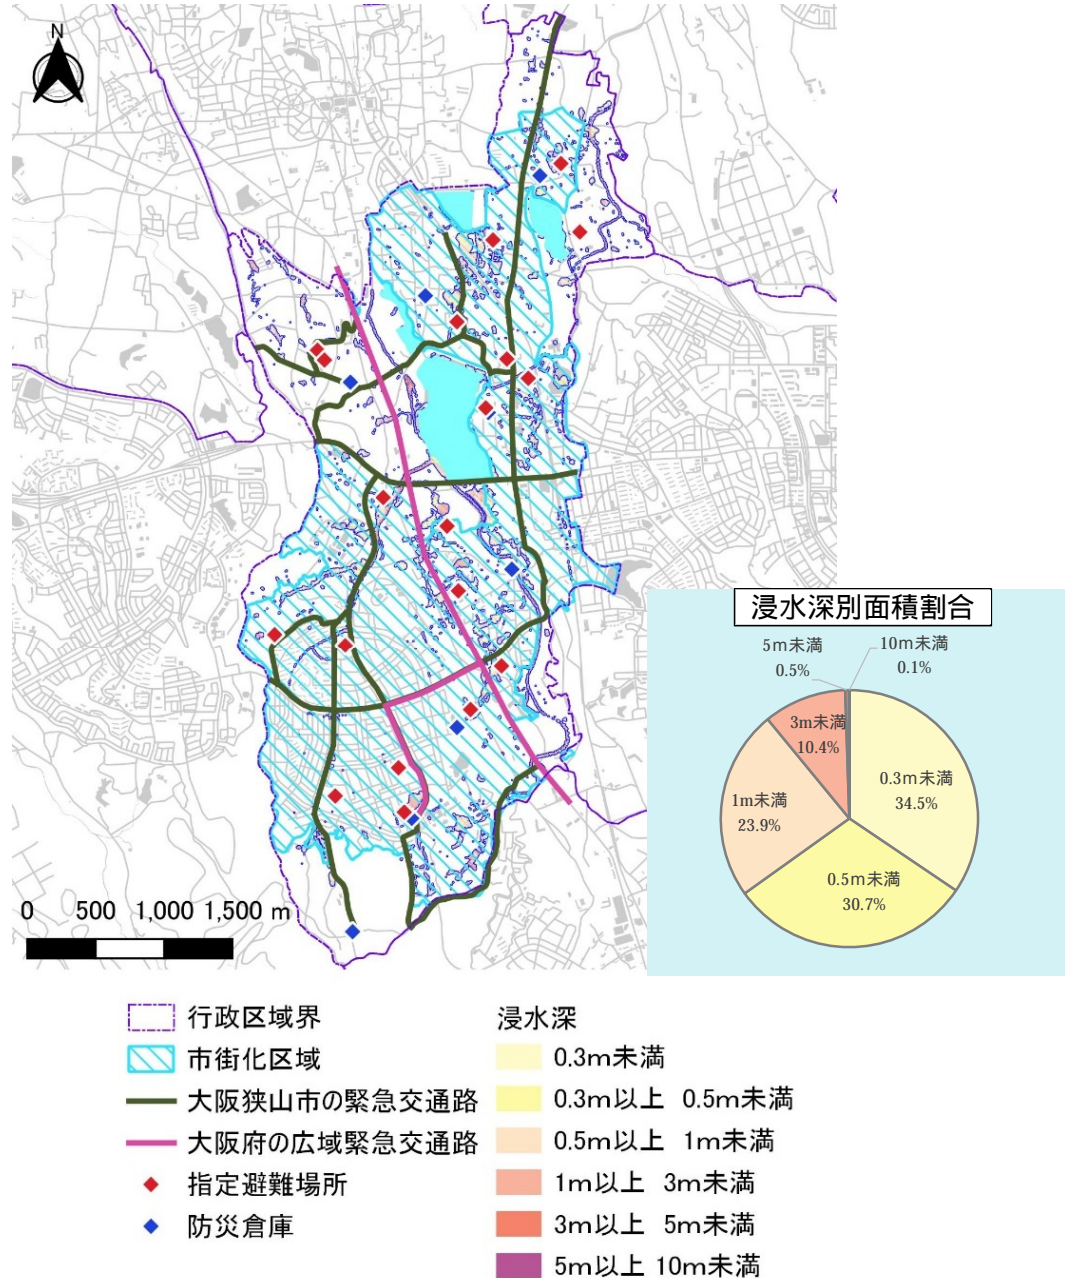 N
浸水深別面積割合
5m未満
0.5%
10m未満
0.1%
3m未満
10.4%
0.3m未満
34.5%
1m未満
23.9%
0.5m未満
30.7%
0 500 1,000 1,500 m
行政区域界
市街化区域
大阪狭山市の緊急交通路
大阪府の広域緊急交通路
指定避難場所
防災倉庫
浸水深
0.3m未満
0.3m以上 0.5m未満
0.5m以上 1m未満
1m以上 3m未満
3m以上 5m未満
5m以上 10m未満